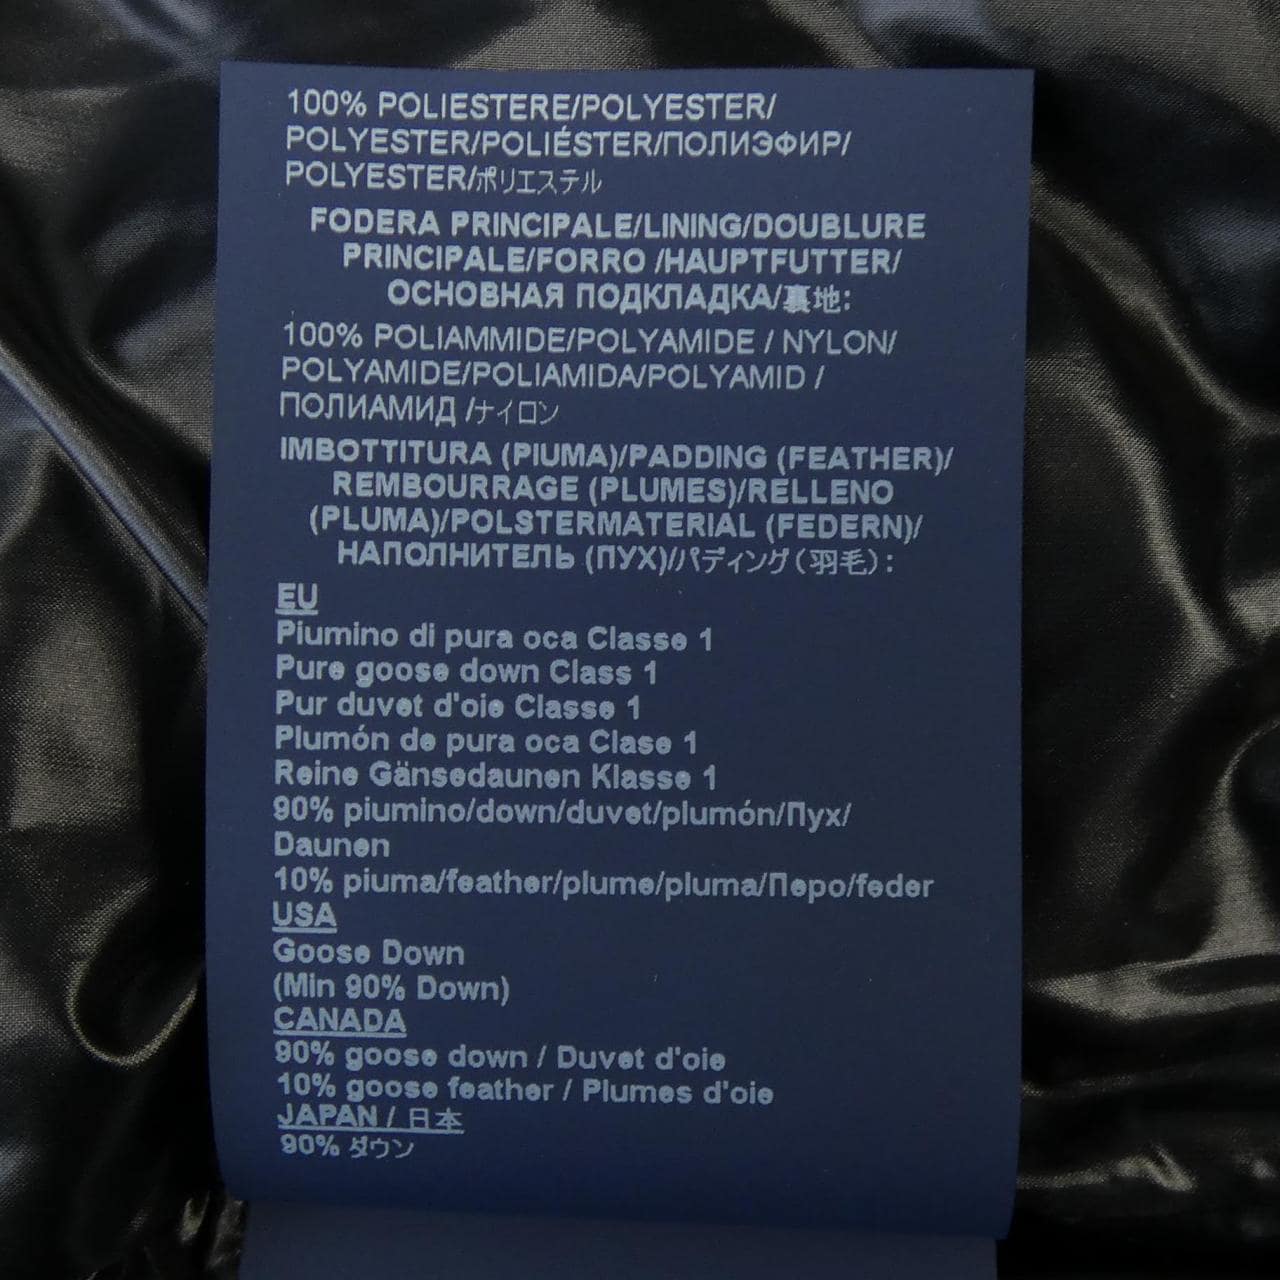 100% POLIESTERE/POLYESTER/
POLYESTER/POLIÉSTER/ПОЛИЭФИР/
POLYESTER/ポリエステル
FODERA PRINCIPALE/LINING/DOUBLURE
PRINCIPALE/FORRO /HAUPTFUTTER/
ОСНОВНАЯ ПОДКЛАДКА/裏地:
100% POLIAMMIDE/POLYAMIDE / NYLON/
POLYAMIDE/POLIAMIDA/POLYAMID /
ПОЛИАМИД /ナイロン
IMBOTTITURA (PIUMA)/PADDING (FEATHER)/
REMBOURRAGE (PLUMES)/RELLENO
(PLUMA)/POLSTERMATERIAL (FEDERN)/
НАПОЛНИТЕЛЬ (ПУХ)/パディング(羽毛):
EU
Piumino di pura oca Classe 1
Pure goose down Class 1
Pur duvet d'oie Classe 1
Plumón de pura oca Clase 1
Reine Gänsedaunen Klasse 1
90% piumino/down/duvet/plumón/Пух/
Daunen
10% piuma/feather/plume/pluma/Перо/feder
USA
Goose Down
(Min 90% Down)
CANADA
90% goose down / Duvet d'oie
10% goose feather / Plumes d'oie
JAPAN / 日本
90% ダウン